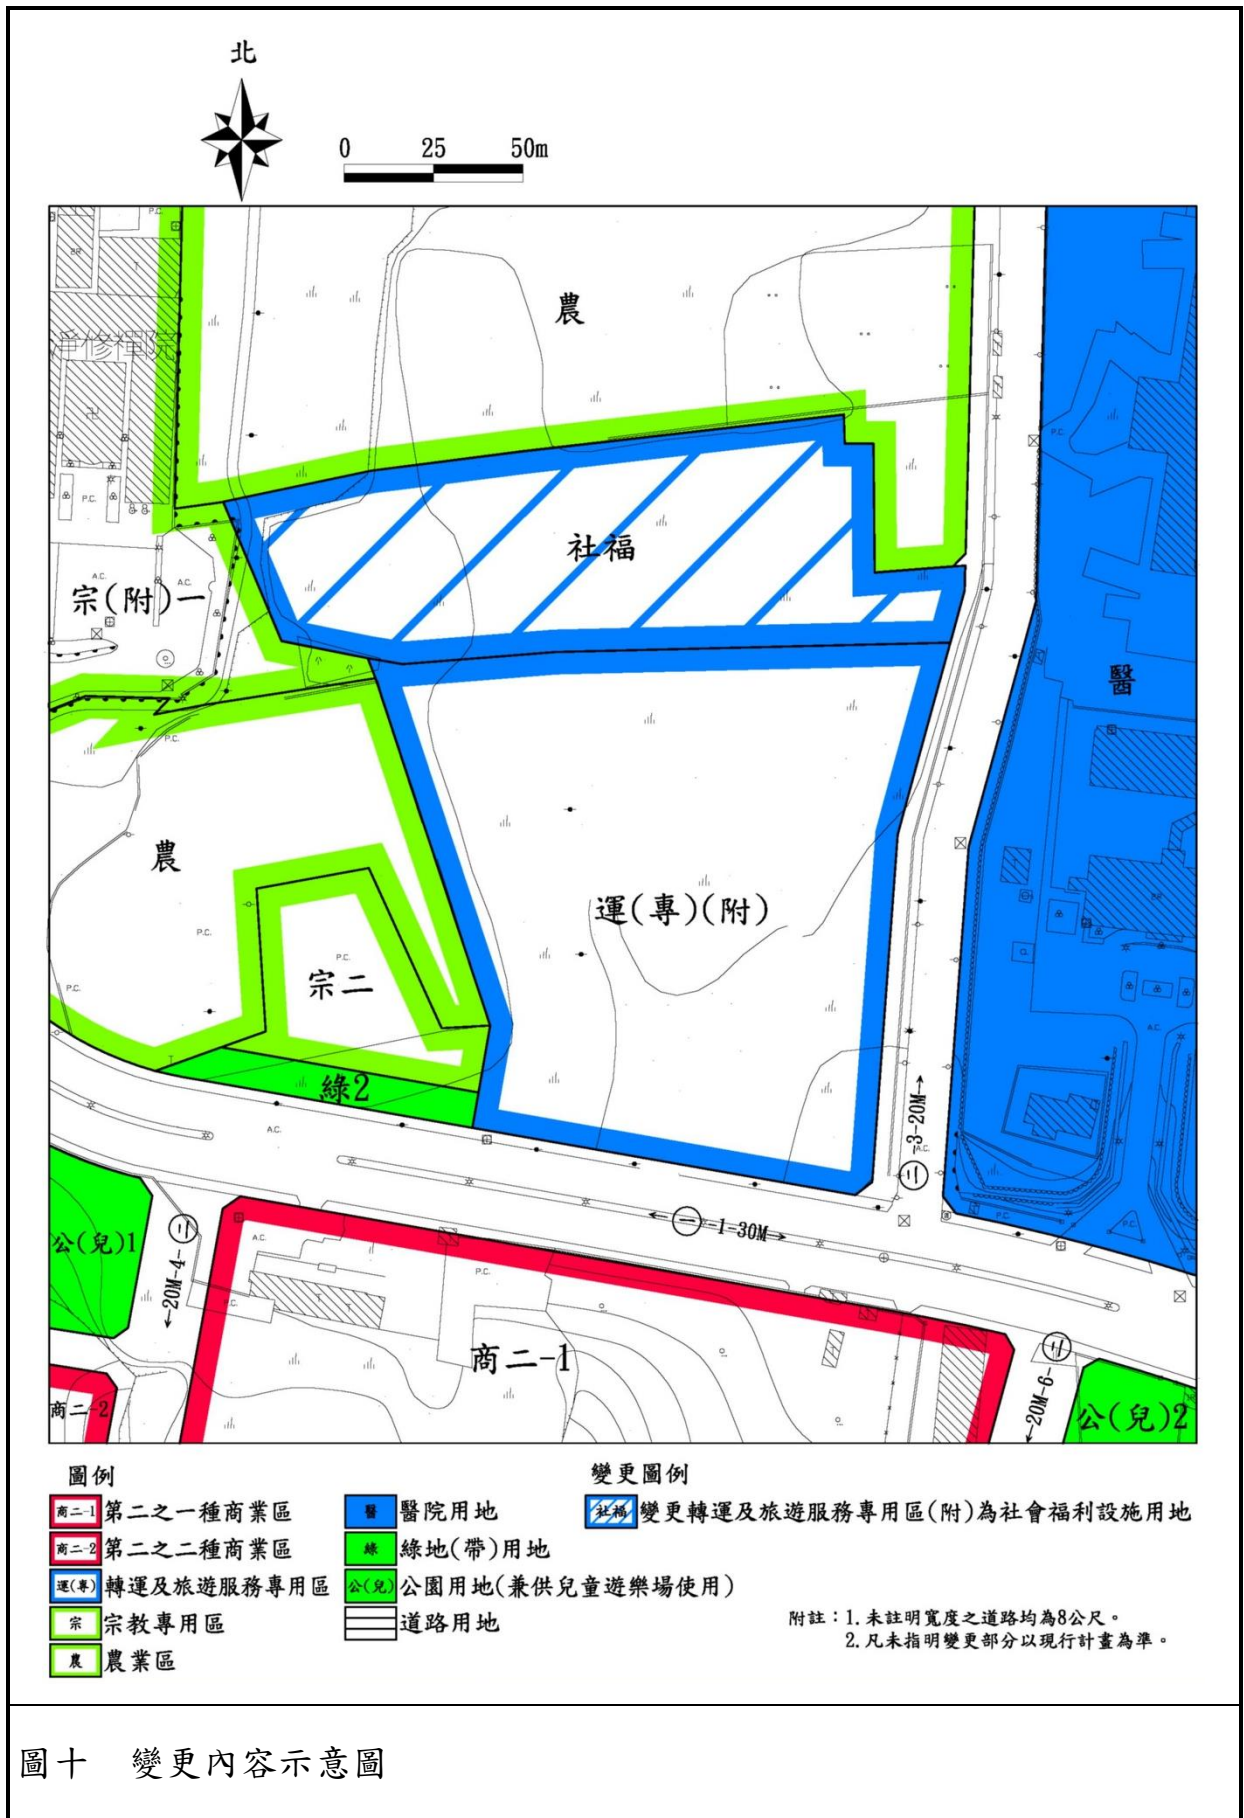 北
0 25 50m
P.C.
農
淨修禪院
P.C.
P.C.
社福
A.C.
A.C.
宗(附)一
醫
P.C.
農
運(專)(附)
P.C.
P.C.
宗二
P.C.
A.C.
綠2
3-20M
A.C.
A.C.
二
P.C.
P.C.
公(兒)1
二
一-1-30M
20M-4
A.C.
P.C.
P.C.
商二-1
二
20M-6
商二-2
公(兒)2
圖例
變更圖例
商二-1 第二之一種商業區
醫 醫院用地
社福 變更轉運及旅遊服務專用區(附)為社會福利設施用地
商二-2 第二之二種商業區
綠 綠地(帶)用地
運(專) 轉運及旅遊服務專用區
公(兒) 公園用地(兼供兒童遊樂場使用)
宗 宗教專用區
道路用地
附註：1.未註明寬度之道路均為8公尺。
農 農業區
2.凡未指明變更部分以現行計畫為準。
圖十 變更內容示意圖